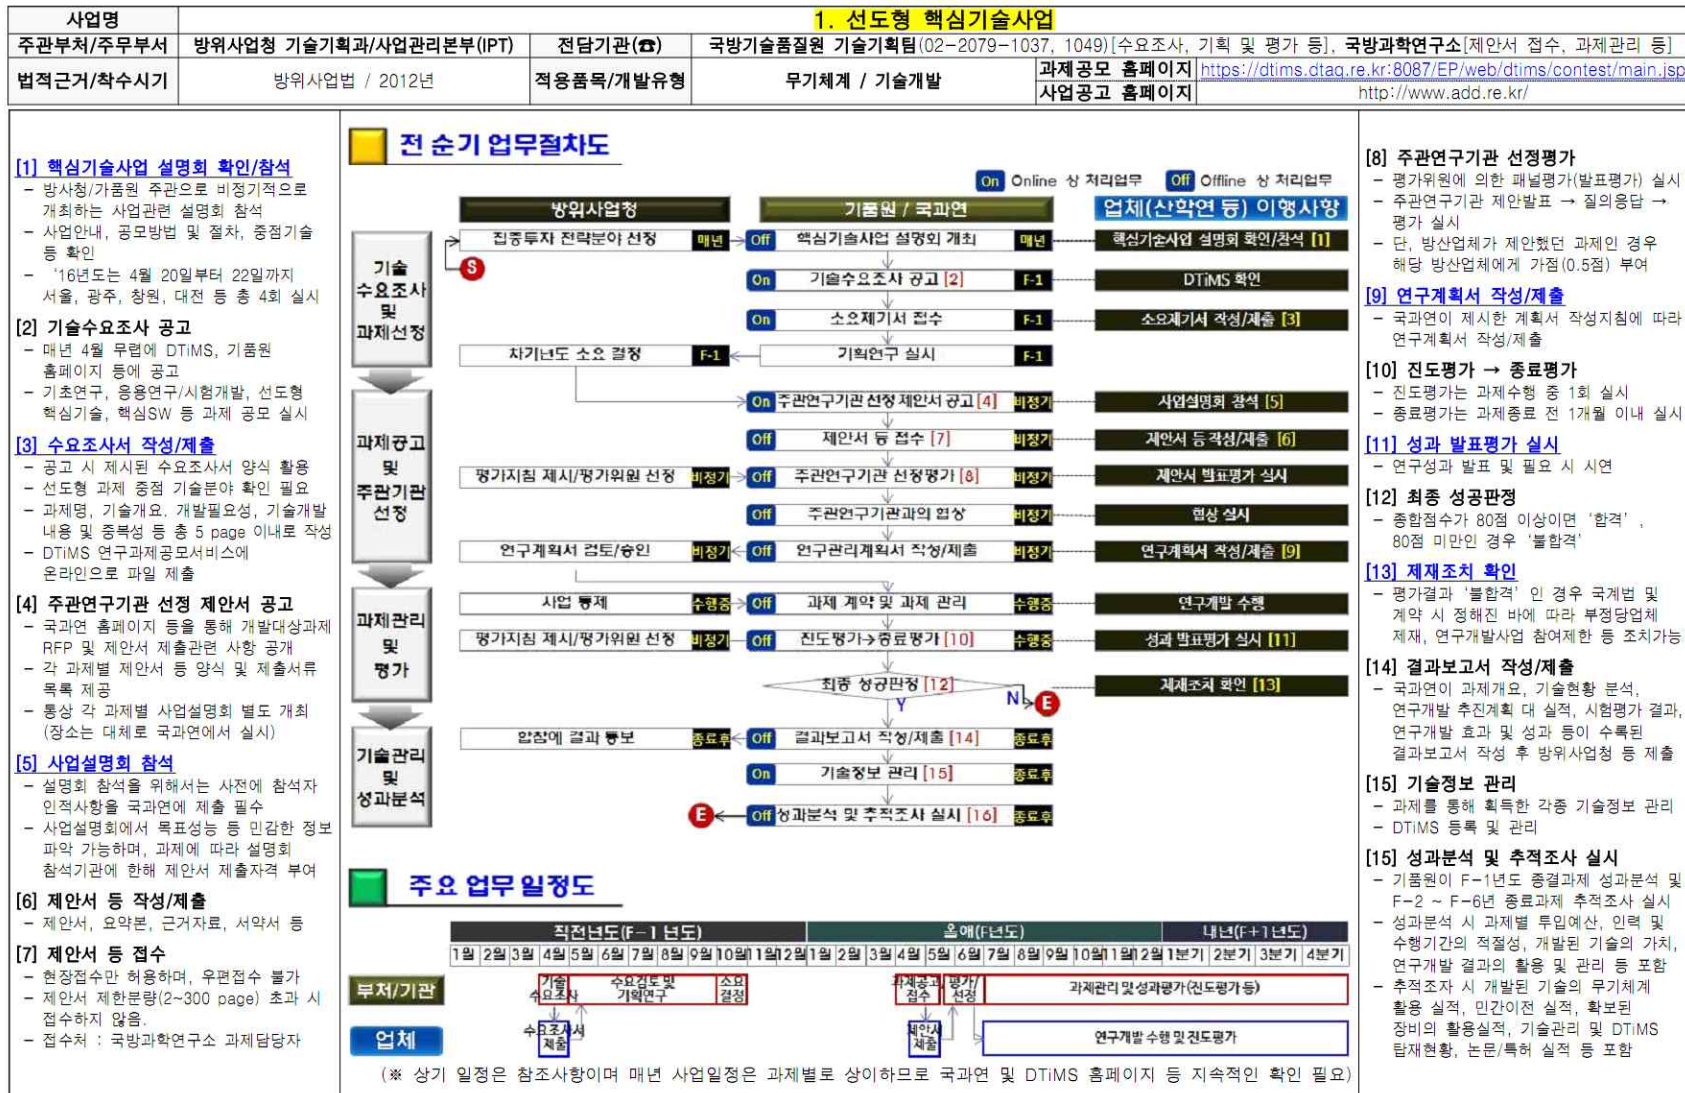 사업명
1. 선도형 핵심기술사업
주관부처/주무부서
방위사업청 기술기획과/사업관리본부(IPT)
전담기관(☎)
국방기술품질원 기술기획팀(02-2079-1037, 1049)[수요조사, 기획 및 평가 등], 국방과학연구소[제안서 접수, 과제관리 등]
법적근거/착수시기
방위사업법 / 2012년
적용품목/개발유형
무기체계 / 기술개발
과제공모 홈페이지
https://dtims.dtaq.re.kr:8087/EP/web/dtims/contest/main.jsp
사업공고 홈페이지
http://www.add.re.kr/
[1] 핵심기술사업 설명회 확인/참석
- 방사청/가품원 주관으로 비정기적으로
개최하는 사업관련 설명회 참석
- 사업안내, 공모방법 및 절차, 중점기술
등 확인
- ‘16년도는 4월 20일부터 22일까지
서울, 광주, 창원, 대전 등 총 4회 실시
[2] 기술수요조사 공고
- 매년 4월 무렵에 DTiMS, 기품원
홈페이지 등에 공고
- 기초연구, 응용연구/시험개발, 선도형
핵심기술, 핵심SW 등 과제 공모 실시
[3] 수요조사서 작성/제출
- 공고 시 제시된 수요조사서 양식 활용
- 선도형 과제 중점 기술분야 확인 필요
- 과제명, 기술개요. 개발필요성, 기술개발
내용 및 중복성 등 총 5 page 이내로 작성
- DTiMS 연구과제공모서비스에
온라인으로 파일 제출
[4] 주관연구기관 선정 제안서 공고
- 국과연 홈페이지 등을 통해 개발대상과제
RFP 및 제안서 제출관련 사항 공개
- 각 과제별 제안서 등 양식 및 제출서류
목록 제공
- 통상 각 과제별 사업설명회 별도 개최
(장소는 대체로 국과연에서 실시)
[5] 사업설명회 참석
- 설명회 참석을 위해서는 사전에 참석자
인적사항을 국과연에 제출 필수
- 사업설명회에서 목표성능 등 민감한 정보
파악 가능하며, 과제에 따라 설명회
참석기관에 한해 제안서 제출자격 부여
[6] 제안서 등 작성/제출
- 제안서, 요약본, 근거자료, 서약서 등
[7] 제안서 등 접수
- 현장접수만 허용하며, 우편접수 불가
- 제안서 제한분량(2~300 page) 초과 시
접수하지 않음.
- 접수처 : 국방과학연구소 과제담당자
전 순기 업무절차도
On Online 상 처리업무 Off Offline 상 처리업무
방위사업청
기품원 / 국과연
업체(산학연 등) 이행사항
기술
수요조사
및
과제선정
집중투자 전략분야 선정 매년 Off 핵심기술사업 설명회 개최 매년 핵심기술사업 설명회 확인/참석 [1]
S
On 기술수요조사 공고 [2] F-1 DTiMS 확인
On 소요제기서 접수 F-1 소요제기서 작성/제출 [3]
차기년도 소요 결정 F-1 기획연구 실시 F-1
과제공고
및
주관기관
선정
On 주관연구기관 선정 제안서 공고[4] 비정기 사업설명회 참석 [5]
Off 제안서 등 접수 [7] 비정기 제안서 등 작성/제출 [6]
평가지침 제시/평가위원 선정 비정기 Off 주관연구기관 선정평가 [8] 비정기 제안서 발표평가 실시
Off 주관연구기관과의 협상 비정기 협상 실시
연구계획서 검토/승인 비정기 Off 연구관리계획서 작성/제출 비정기 연구계획서 작성/제출 [9]
과제관리
및
평가
사업 통제 수행중 Off 과제 계약 및 과제 관리 수행중 연구개발 수행
평가지침 제시/평가위원 선정 비정기 Off 진도평가→종료평가 [10] 수행중 성과 발표평가 실시 [11]
최종 성공판정 [12] N E 제재조치 확인 [13]
Y
기술관리
및
성과분석
합참에 결과 통보 종료후 Off 결과보고서 작성/제출 [14] 종료후
On 기술정보 관리 [15] 종료후
E Off 성과분석 및 추적조사 실시 [16] 종료후
주요 업무 일정도
직전년도(F-1 년도) 올해(F년도) 내년(F+1년도)
1월 2월 3월 4월 5월 6월 7월 8월 9월 10월 11월 12월 1월 2월 3월 4월 5월 6월 7월 8월 9월 10월 11월 12월 1분기 2분기 3분기 4분기
부처/기관
기술
수요조사
수요검토 및
기획연구
소요
결정
과제공고
접수
평가/
선정
과제관리 및 성과평가(진도평가 등)
업체
수요조사서
제출
제안서
제출
연구개발 수행 및 진도평가
(※ 상기 일정은 참조사항이며 매년 사업일정은 과제별로 상이하므로 국과연 및 DTiMS 홈페이지 등 지속적인 확인 필요)
[8] 주관연구기관 선정평가
- 평가위원에 의한 패널평가(발표평가) 실시
- 주관연구기관 제안발표 → 질의응답 →
평가 실시
- 단, 방산업체가 제안했던 과제인 경우
해당 방산업체에게 가점(0.5점) 부여
[9] 연구계획서 작성/제출
- 국과연이 제시한 계획서 작성지침에 따라
연구계획서 작성/제출
[10] 진도평가 → 종료평가
- 진도평가는 과제수행 중 1회 실시
- 종료평가는 과제종료 전 1개월 이내 실시
[11] 성과 발표평가 실시
- 연구성과 발표 및 필요 시 시연
[12] 최종 성공판정
- 종합점수가 80점 이상이면 ‘합격’,
80점 미만인 경우 ‘불합격’
[13] 제재조치 확인
- 평가결과 ‘불합격’ 인 경우 국계법 및
계약 시 정해진 바에 따라 부정당업체
제재, 연구개발사업 참여제한 등 조치가능
[14] 결과보고서 작성/제출
- 국과연이 과제개요, 기술현황 분석,
연구개발 추진계획 대 실적, 시험평가 결과,
연구개발 효과 및 성과 등이 수록된
결과보고서 작성 후 방위사업청 등 제출
[15] 기술정보 관리
- 과제를 통해 획득한 각종 기술정보 관리
- DTiMS 등록 및 관리
[15] 성과분석 및 추적조사 실시
- 기품원이 F-1년도 종결과제 성과분석 및
F-2 ~ F-6년 종료과제 추적조사 실시
- 성과분석 시 과제별 투입예산, 인력 및
수행기간의 적절성, 개발된 기술의 가치,
연구개발 결과의 활용 및 관리 등 포함
- 추적조자 시 개발된 기술의 무기체계
활용 실적, 민간이전 실적, 확보된
장비의 활용실적, 기술관리 및 DTiMS
탑재현황, 논문/특허 실적 등 포함